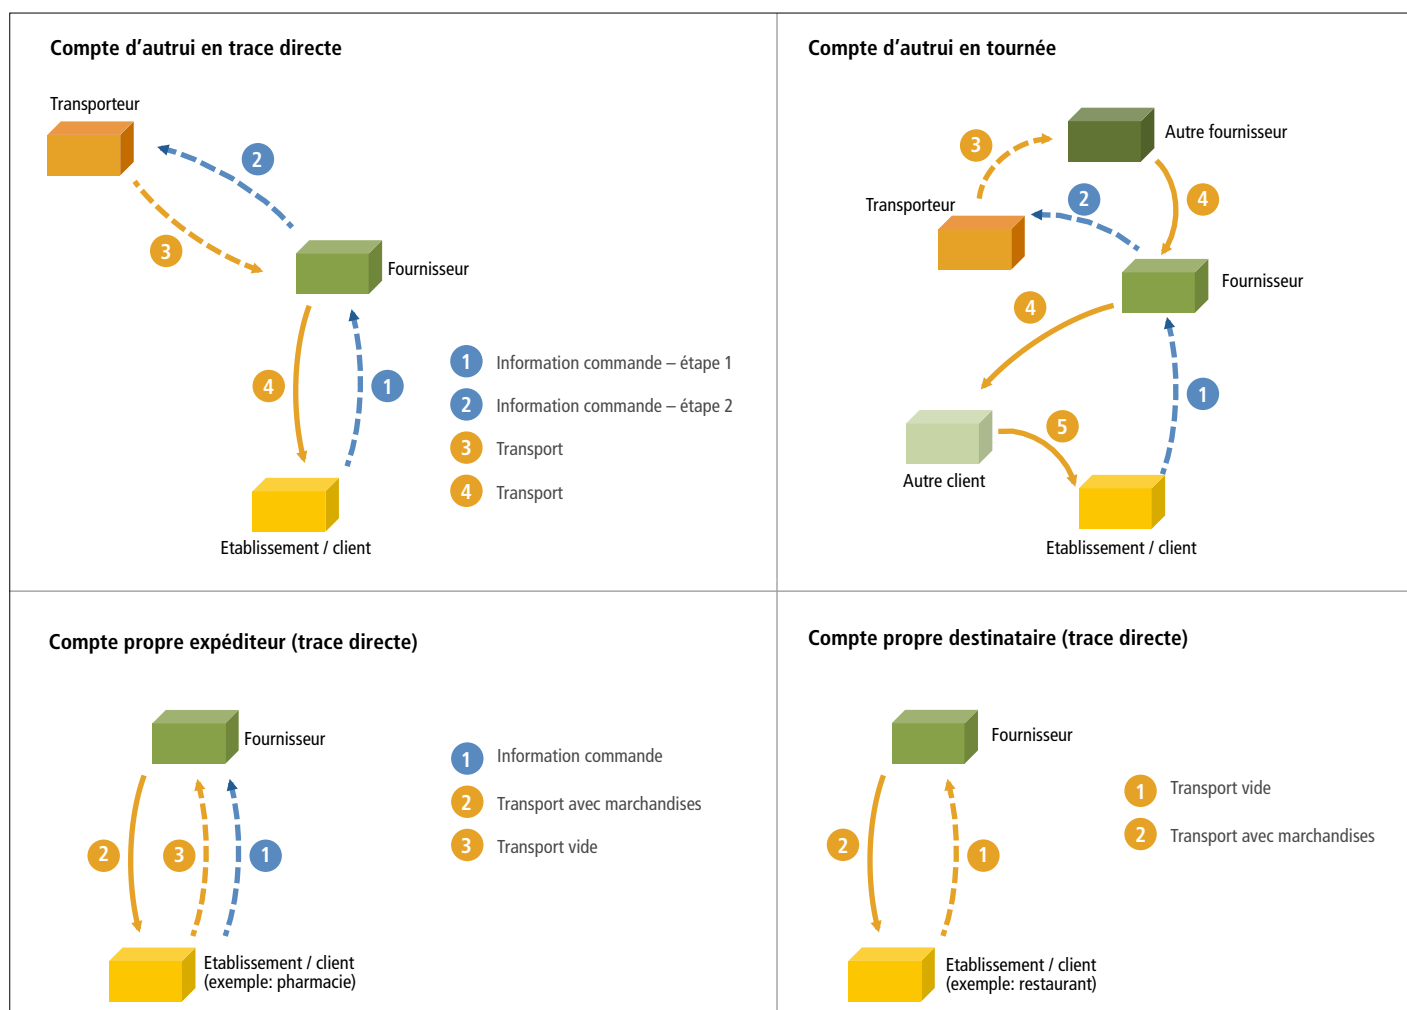 Compte d'autrui en trace directe
Transporteur
2
3
Fournisseur
4
1
Etablissement / client
1 Information commande – étape 1
2 Information commande – étape 2
3 Transport
4 Transport
Compte d'autrui en tournée
Autre fournisseur
3
4
Transporteur
2
Fournisseur
4
1
5
Autre client
Etablissement / client
Compte propre expéditeur (trace directe)
Fournisseur
2
3
1
Etablissement / client
(exemple: pharmacie)
1 Information commande
2 Transport avec marchandises
3 Transport vide
Compte propre destinataire (trace directe)
Fournisseur
2
1
Etablissement / client
(exemple: restaurant)
1 Transport vide
2 Transport avec marchandises